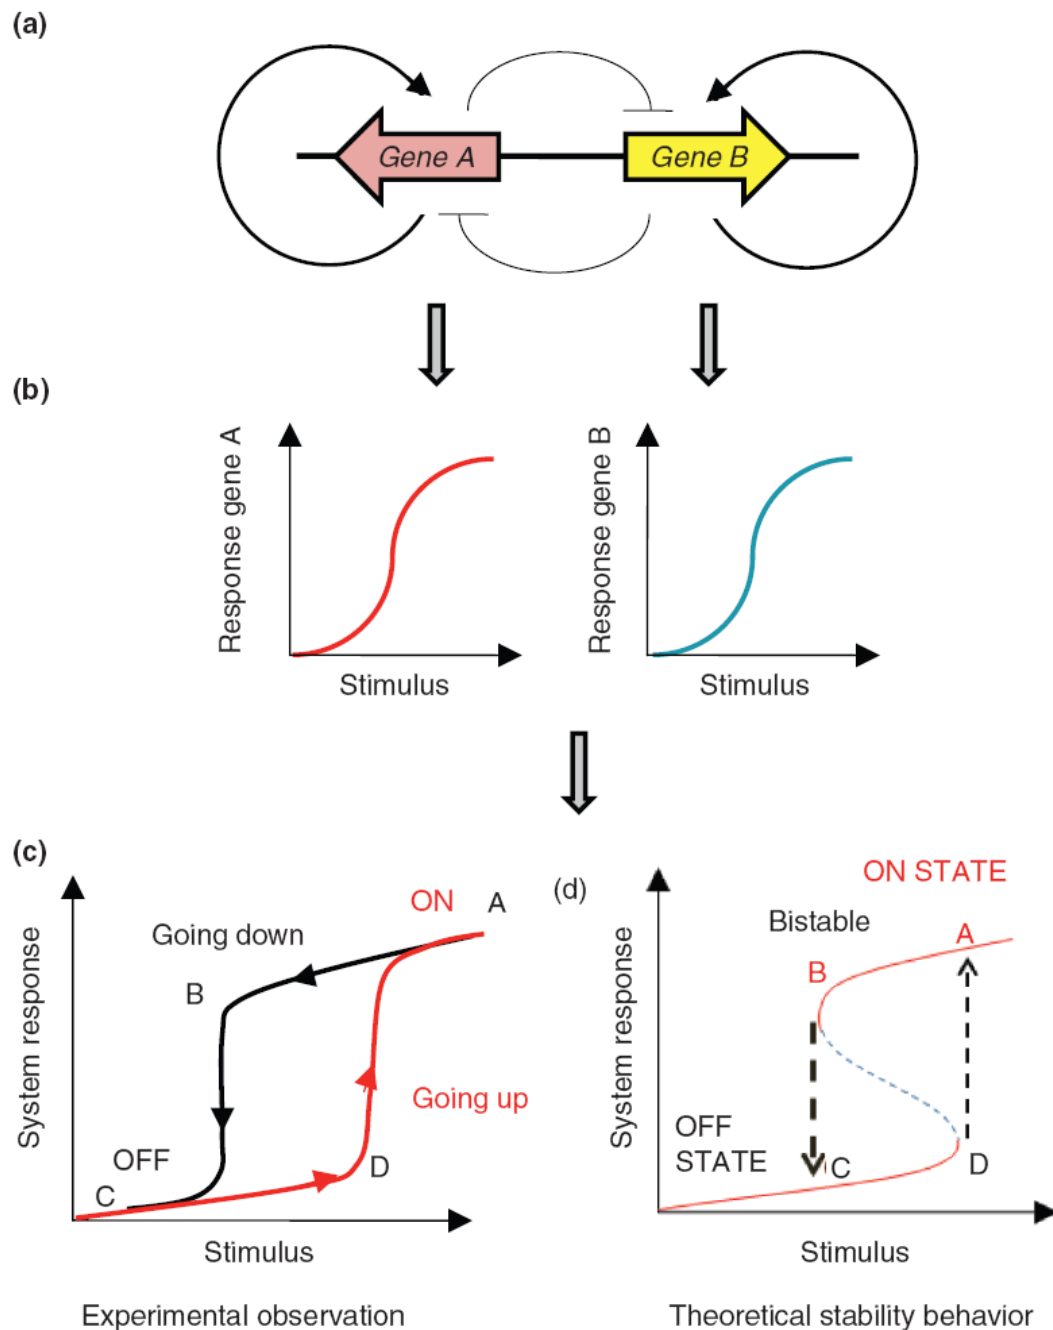 (a)
Gene A
Gene B
(b)
Response gene A
Stimulus
Response gene B
Stimulus
(c)
System response
Going down
ON
A
B
Going up
OFF
C
D
Stimulus
Experimental observation
(d)
System response
ON STATE
Bistable
A
B
OFF
STATE
C
D
Stimulus
Theoretical stability behavior